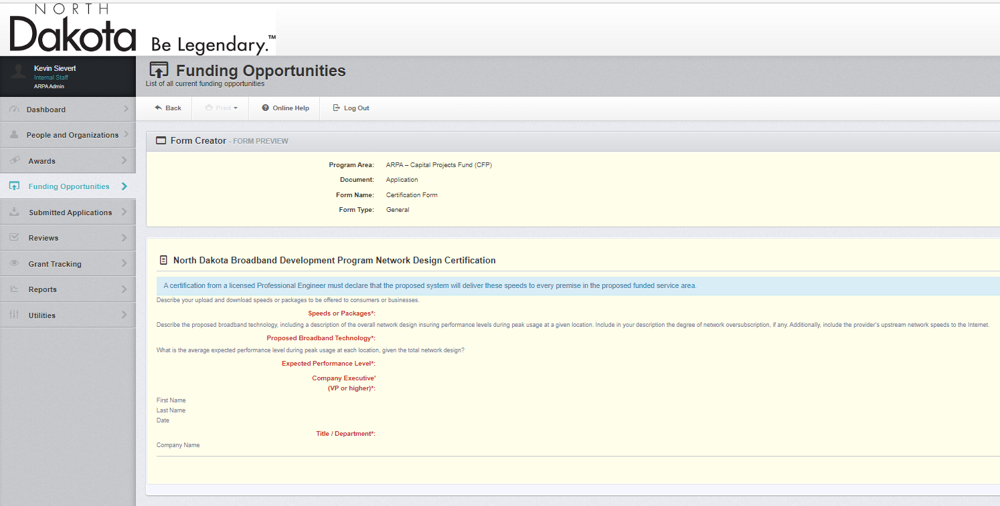 NORTH
Dakota Be Legendary.™
Kevin Sievert
Internal Staff
ARPA Admin
Funding Opportunities
List of all current funding opportunities
Back Print Online Help Log Out
Dashboard
People and Organizations
Awards
Funding Opportunities
Submitted Applications
Reviews
Grant Tracking
Reports
Utilities
Form Creator - FORM PREVIEW
Program Area: ARPA – Capital Projects Fund (CFP)
Document: Application
Form Name: Certification Form
Form Type: General
North Dakota Broadband Development Program Network Design Certification
A certification from a licensed Professional Engineer must declare that the proposed system will deliver these speeds to every premise in the proposed funded service area.
Describe your upload and download speeds or packages to be offered to consumers or businesses.
Speeds or Packages*:
Describe the proposed broadband technology, including a description of the overall network design insuring performance levels during peak usage at a given location. Include in your description the degree of network oversubscription, if any. Additionally, include the provider's upstream network speeds to the Internet.
Proposed Broadband Technology*:
What is the average expected performance level during peak usage at each location, given the total network design?
Expected Performance Level*:
Company Executive'
(VP or higher)*:
First Name
Last Name
Date
Title / Department*:
Company Name